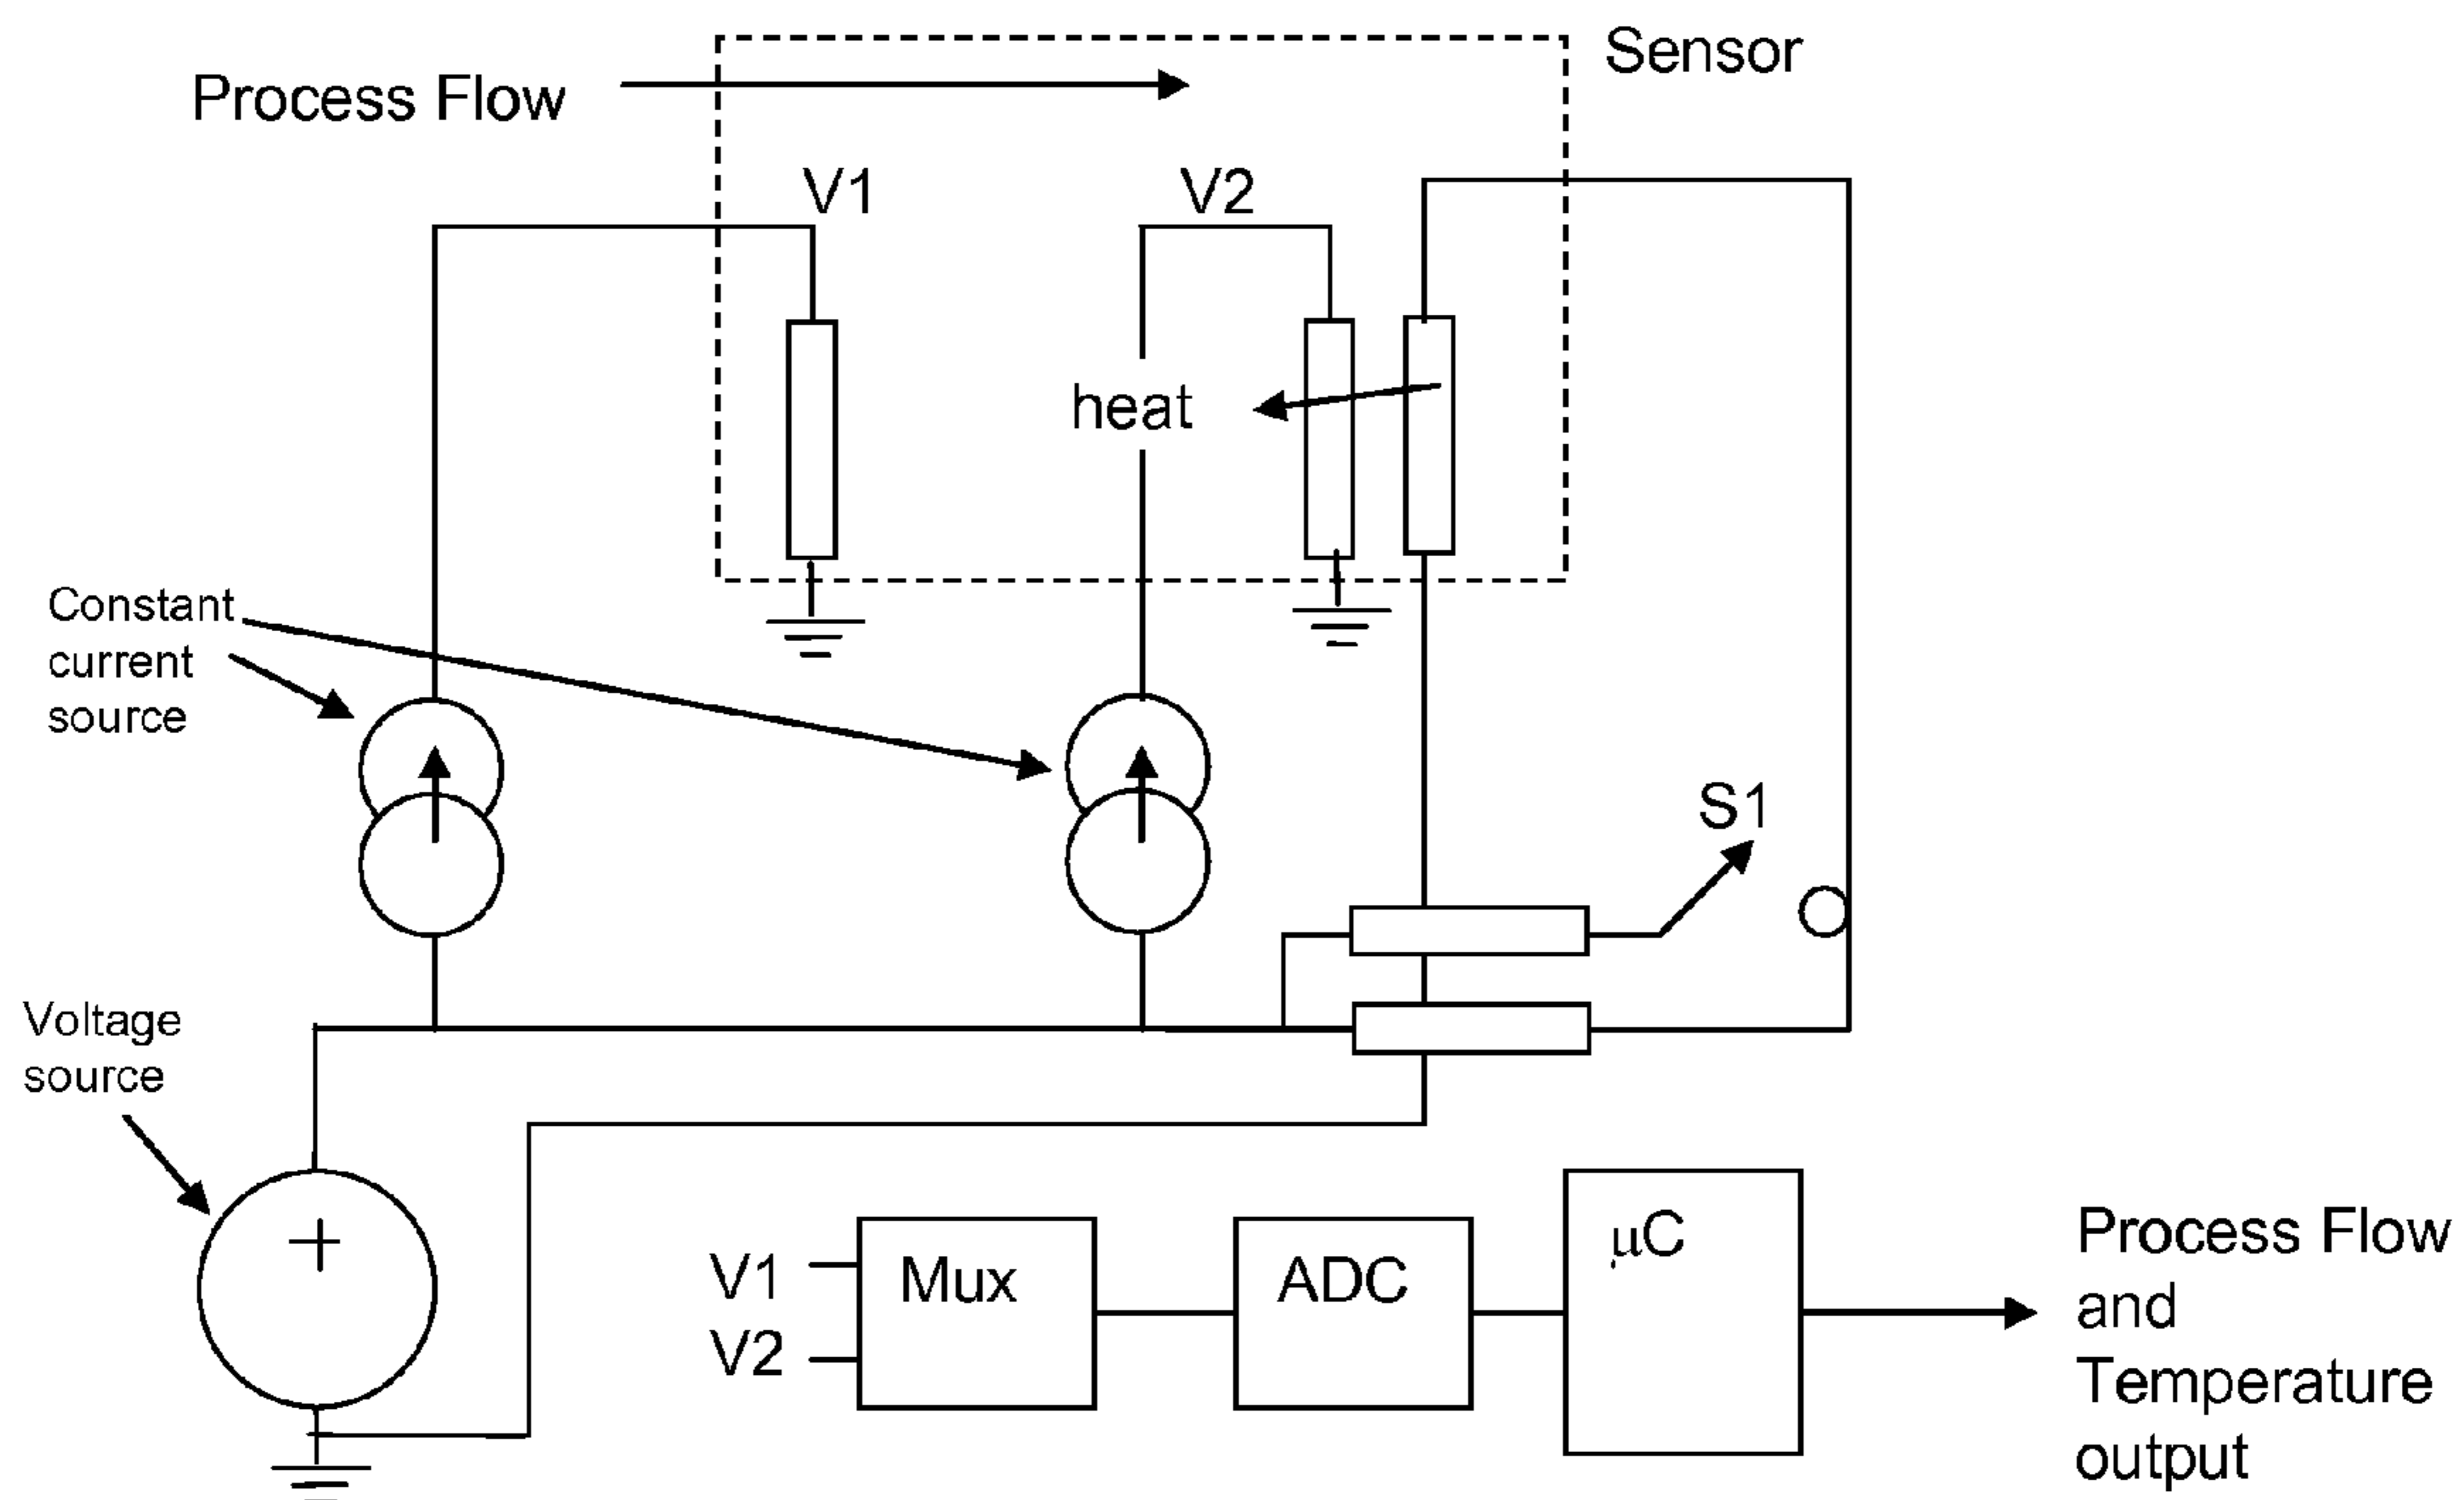 Sensor
Process Flow
V1
V2
heat
Constant
current
source
S1
Voltage
source
+
V1
V2
Mux
ADC
µC
Process Flow
and
Temperature
output